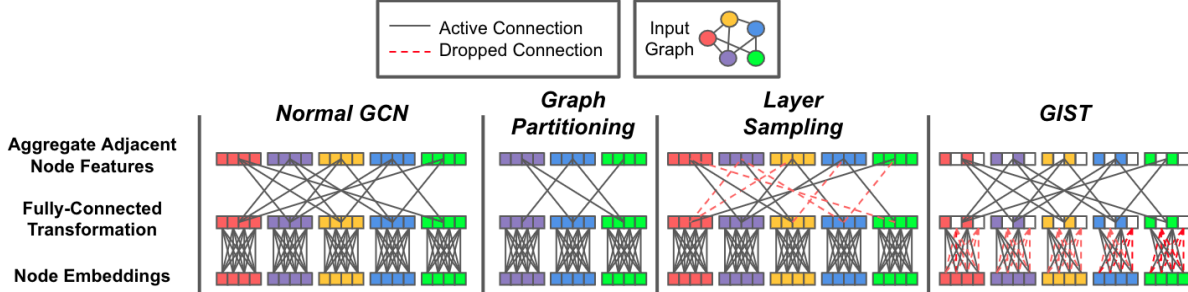 Active Connection
Dropped Connection
Input
Graph
Normal GCN
Graph
Partitioning
Layer
Sampling
GIST
Aggregate Adjacent
Node Features
Fully-Connected
Transformation
Node Embeddings